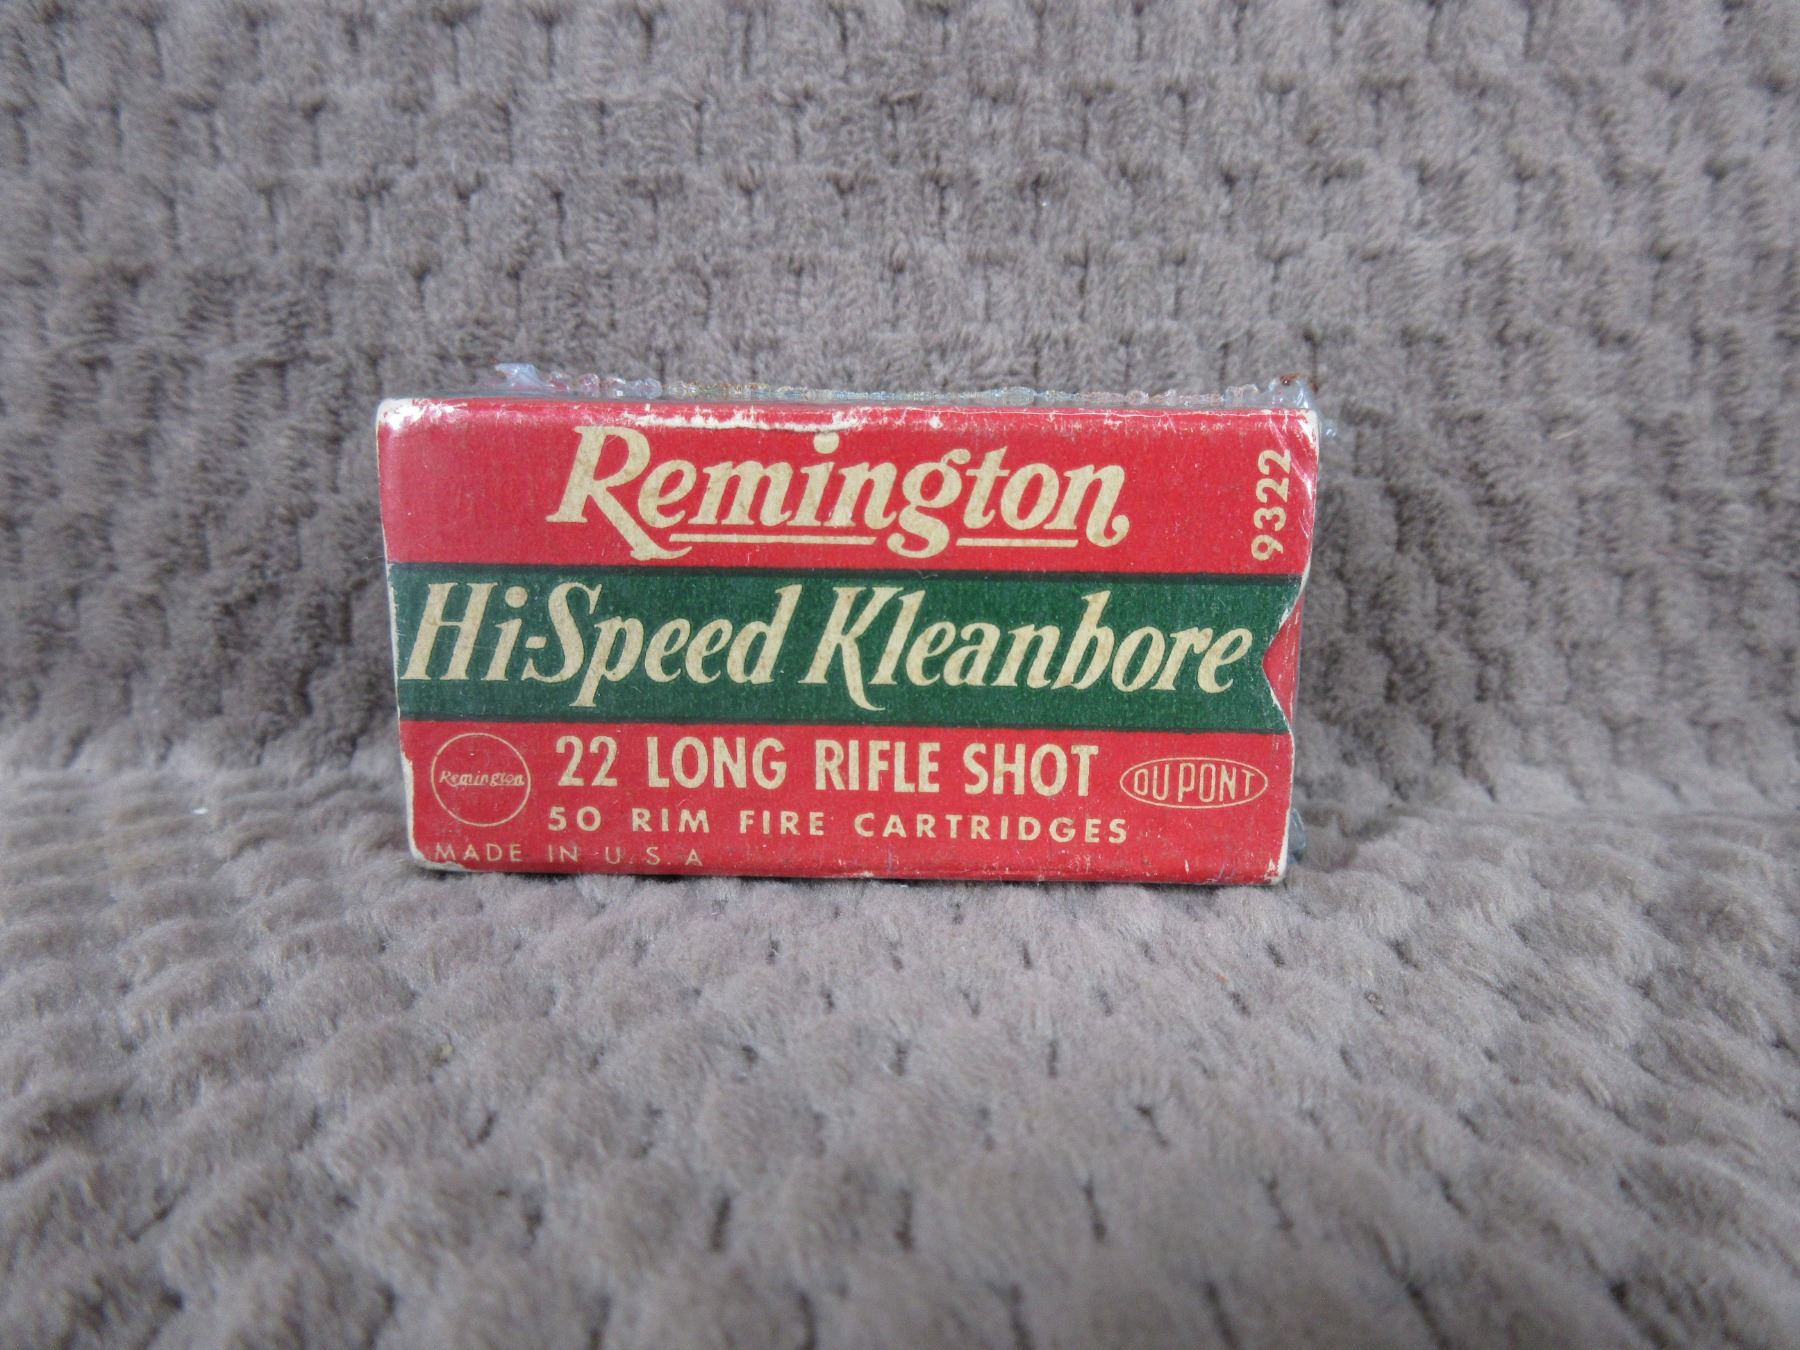 Remington
9322
Hi-Speed Kleanbore
Remington
22 LONG RIFLE SHOT
DU PONT
50 RIM FIRE CARTRIDGES
MADE IN U.S.A